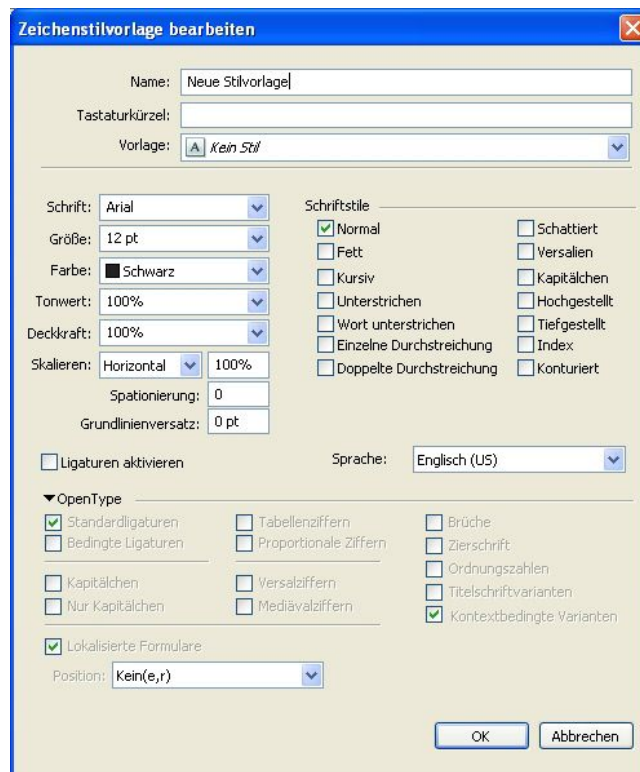 Zeichenstilvorlage bearbeiten
Name: Neue Stilvorlage
Tastaturkürzel:
Vorlage: A Kein Stil
Schrift: Arial
Größe: 12 pt
Farbe: Schwarz
Tonwert: 100%
Deckkraft: 100%
Skalieren: Horizontal 100%
Spationierung: 0
Grundlinienversatz: 0 pt
Schriftstile
Normal
Fett
Kursiv
Unterstrichen
Wort unterstrichen
Einzelne Durchstreichung
Doppelte Durchstreichung
Schattiert
Versalien
Kapitälchen
Hochgestellt
Tiefgestellt
Index
Konturiert
Ligaturen aktivieren
Sprache: Englisch (US)
OpenType
Standardligaturen
Bedingte Ligaturen
Kapitälchen
Nur Kapitälchen
Tabellenziffern
Proportionale Ziffern
Versalziffern
Mediävalziffern
Brüche
Zierschrift
Ordnungszahlen
Titelschriftvarianten
Kontextbedingte Varianten
Lokalisierte Formulare
Position: Kein(e,r)
OK Abbrechen